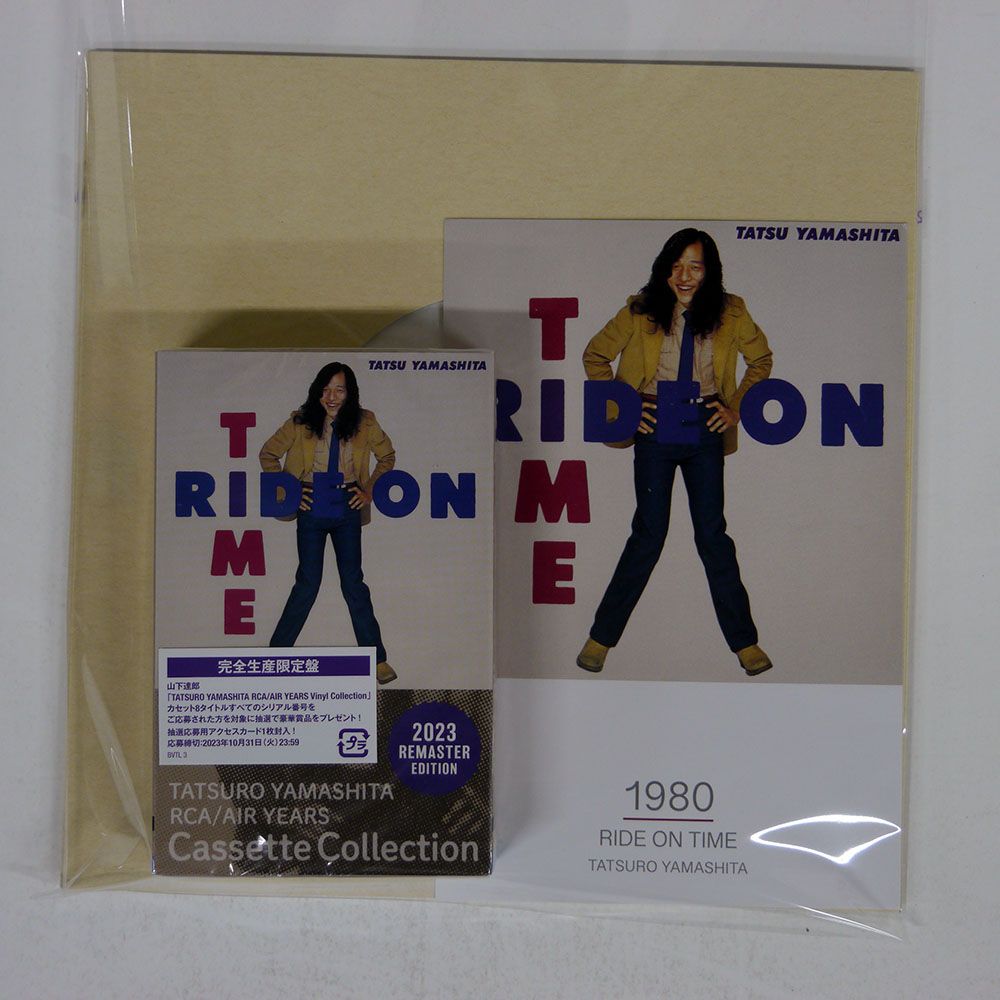 TATSU YAMASHITA
TIME
RIDE ON
完全生産限定盤
山下達郎
「TATSURO YAMASHITA RCA/AIR YEARS Vinyl Collection」
カセット8タイトルすべてのシリアル番号を
ご応募された方を対象に抽選で豪華賞品をプレゼント!
抽選応募用アクセスカード1枚封入!
応募締切:2023年10月31日(火)23:59
BVTL 3
プラ
2023
REMASTER
EDITION
TATSURO YAMASHITA
RCA/AIR YEARS
Cassette Collection
TATSU YAMASHITA
TIME
RIDE ON
1980
RIDE ON TIME
TATSURO YAMASHITA